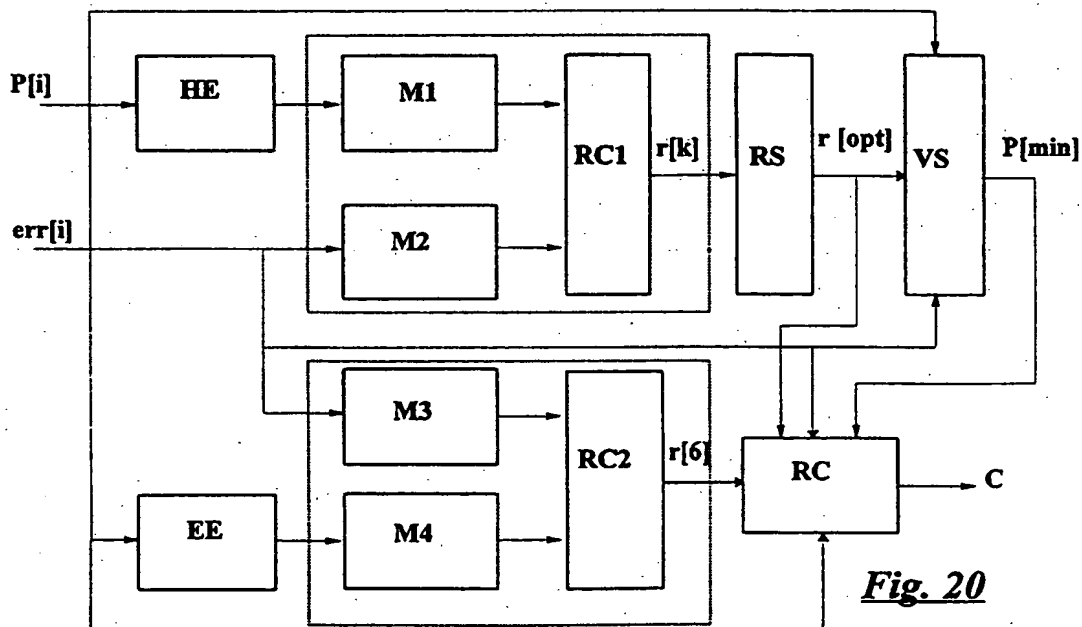 P[i]
HE
M1
RC1
r[k]
RS
r [opt]
VS
P[min]
err[i]
M2
M3
RC2
r[6]
RC
C
EE
M4
Fig. 20